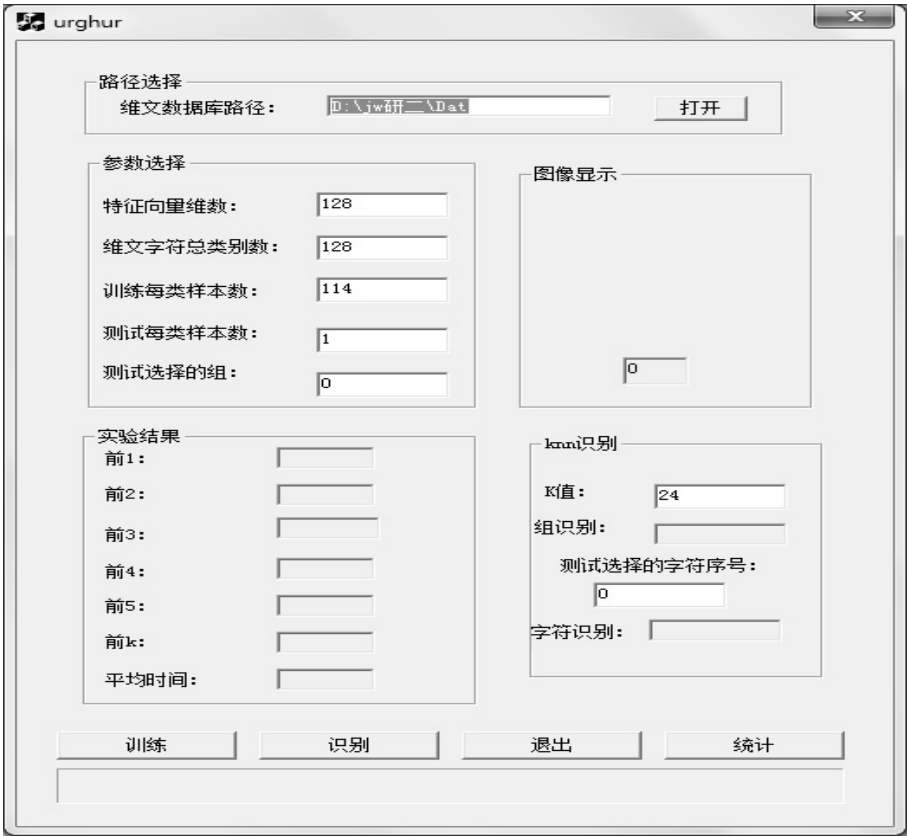 urghur
路径选择
维文数据库路径: D:\jw研二\Dat 打开
参数选择
特征向量维数: 128
维文字符总类别数: 128
训练每类样本数: 114
测试每类样本数: 1
测试选择的组: 0
图像显示
0
实验结果
前1:
前2:
前3:
前4:
前5:
前k:
平均时间:
knn识别
K值: 24
组识别:
测试选择的字符序号:
0
字符识别:
训练 识别 退出 统计